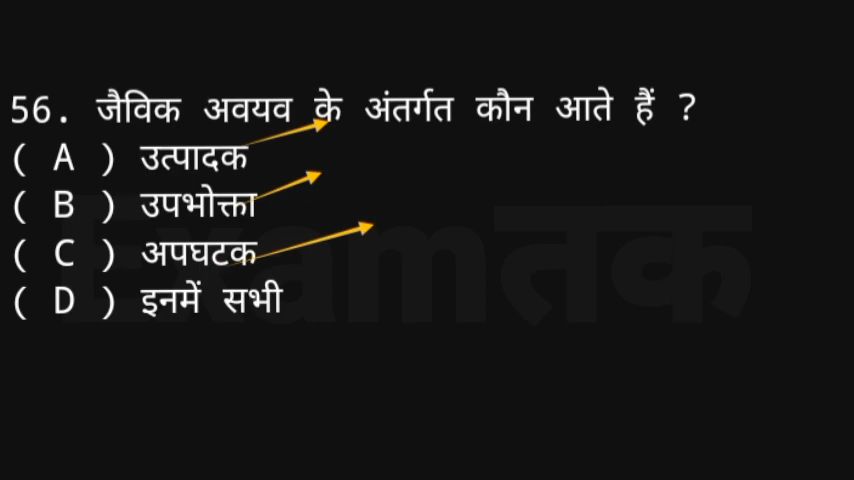 56. जैविक अवयव के अंतर्गत कौन आते हैं ?
( A ) उत्पादक
( B ) उपभोक्ता
( C ) अपघटक
( D ) इनमें सभी
Examतक